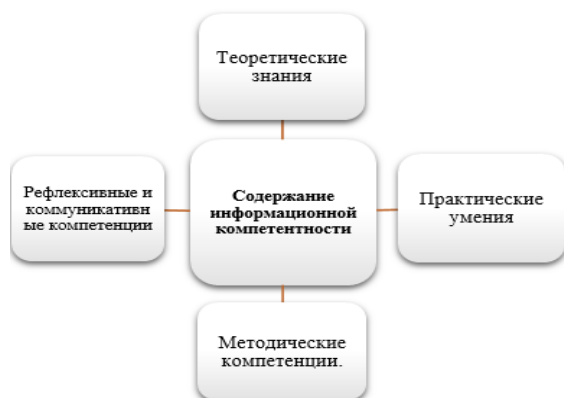 Теоретические
знания
Рефлексивные и
коммуникативн
ые компетенции
Содержание
информационной
компетентности
Практические
умения
Методические
компетенции.